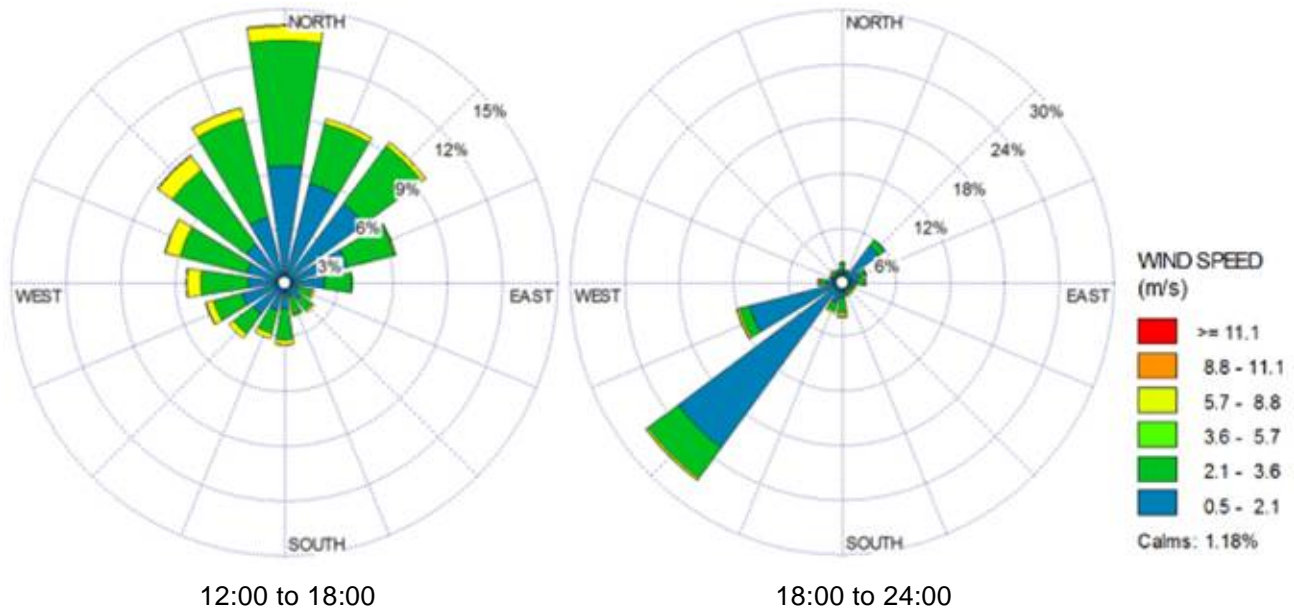 NORTH
15%
12%
9%
6%
3%
WEST
EAST
SOUTH
12:00 to 18:00
NORTH
30%
24%
18%
12%
6%
WEST
EAST
SOUTH
18:00 to 24:00
WIND SPEED
(m/s)
>= 11.1
8.8 - 11.1
5.7 - 8.8
3.6 - 5.7
2.1 - 3.6
0.5 - 2.1
Calms: 1.18%